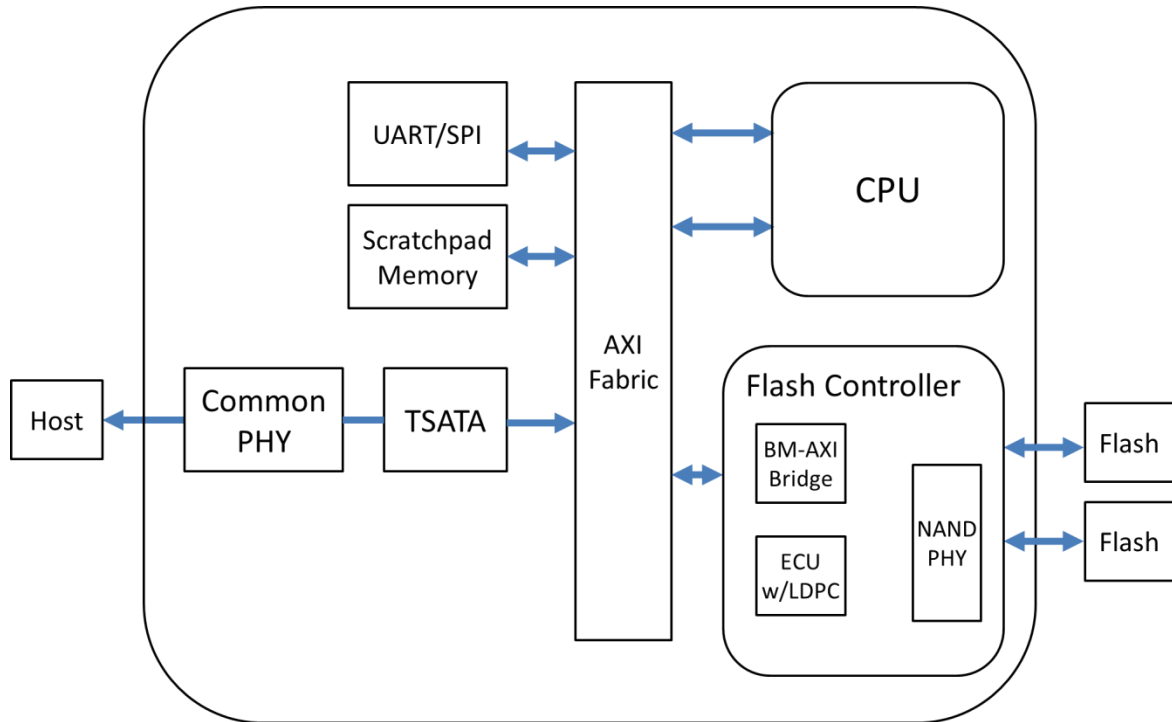 UART/SPI
Scratchpad
Memory
AXI
Fabric
CPU
Host
Common
PHY
TSATA
Flash Controller
BM-AXI
Bridge
ECU
w/LDPC
NAND
PHY
Flash
Flash